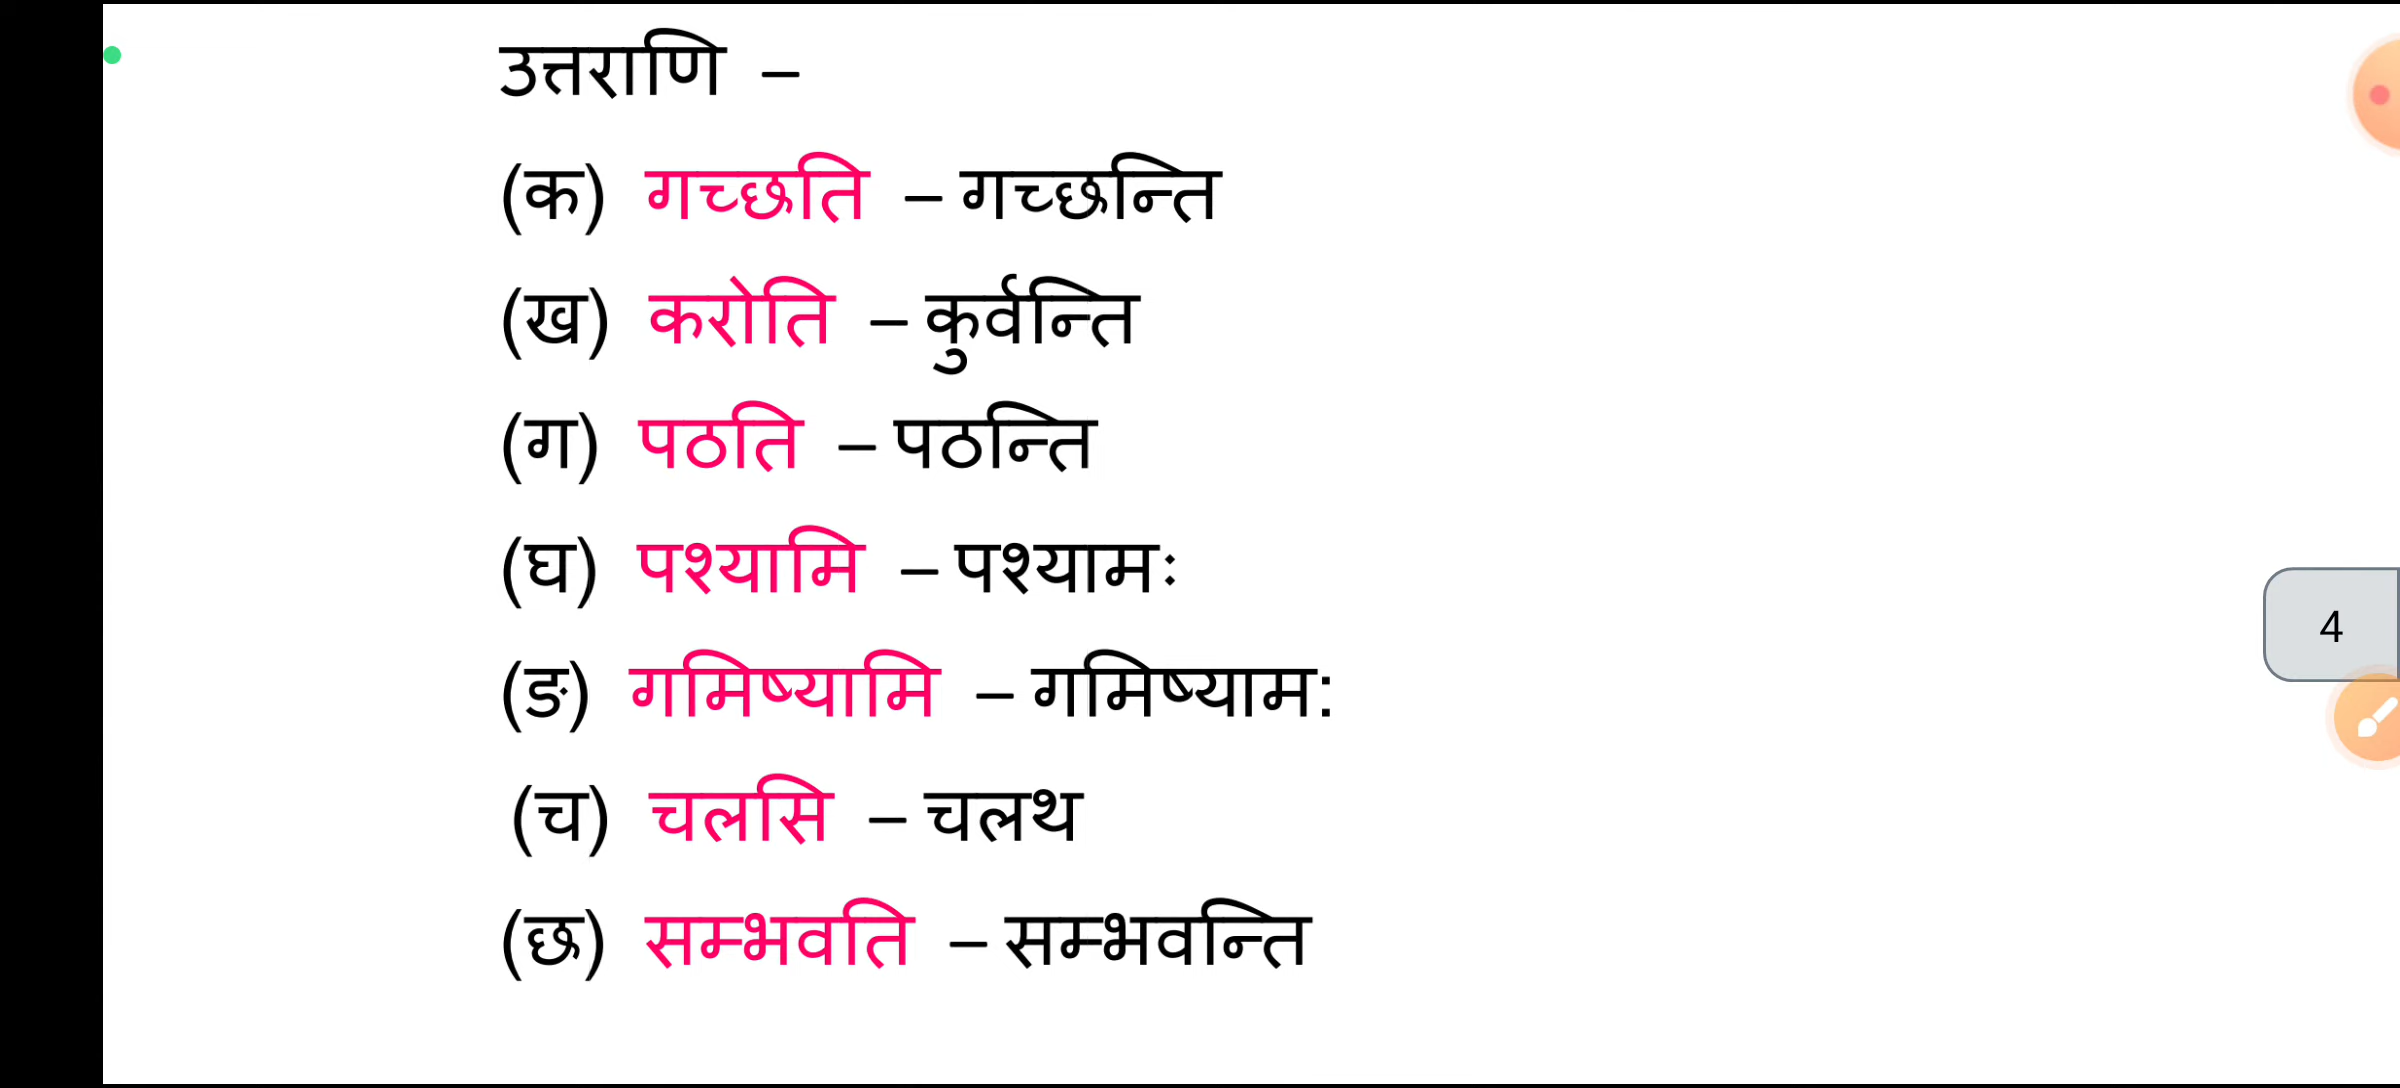 उत्तराणि –
(क) गच्छति – गच्छन्ति
(ख) करोति – कुर्वन्ति
(ग) पठति – पठन्ति
(घ) पश्यामि – पश्यामः
(ङ) गमिष्यामि – गमिष्याम:
(च) चलसि – चलथ
(छ) सम्भवति – सम्भवन्ति
4